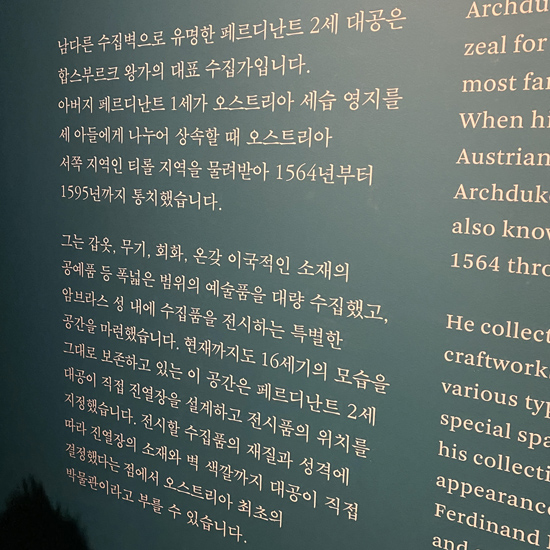 남다른 수집벽으로 유명한 페르디난트 2세 대공은
합스부르크 왕가의 대표 수집가입니다.
아버지 페르디난트 1세가 오스트리아 세습 영지를
세 아들에게 나누어 상속할 때 오스트리아
서쪽 지역인 티롤 지역을 물려받아 1564년부터
1595년까지 통치했습니다.
그는 갑옷, 무기, 회화, 온갖 이국적인 소재의
공예품 등 폭넓은 범위의 예술품을 대량 수집했고,
암브라스 성 내에 수집품을 전시하는 특별한
공간을 마련했습니다. 현재까지도 16세기의 모습을
그대로 보존하고 있는 이 공간은 페르디난트 2세
대공이 직접 진열장을 설계하고 전시품의 위치를
지정했습니다. 전시할 수집품의 재질과 성격에
따라 진열장의 소재와 벽 색깔까지 대공이 직접
결정했다는 점에서 오스트리아 최초의
박물관이라고 부를 수 있습니다.
Archdu
zeal for
most fa
When h
Austrian
Archduk
also know
1564 thro
He collect
craftwork
various typ
special spa
his collecti
appearance
Ferdinand
and